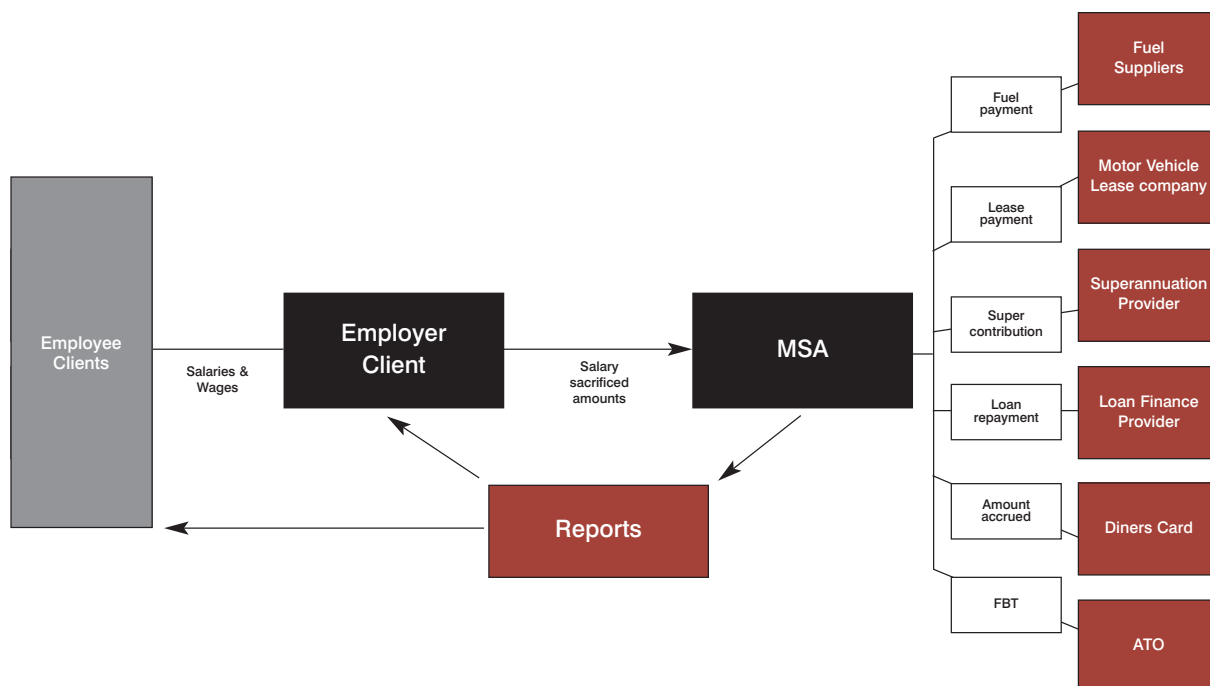 Employee
Clients
Salaries &
Wages
Employer
Client
Salary
sacrificed
amounts
MSA
Reports
Fuel
payment
Fuel
Suppliers
Lease
payment
Motor Vehicle
Lease company
Super
contribution
Superannuation
Provider
Loan
repayment
Loan Finance
Provider
Amount
accrued
Diners Card
FBT
ATO